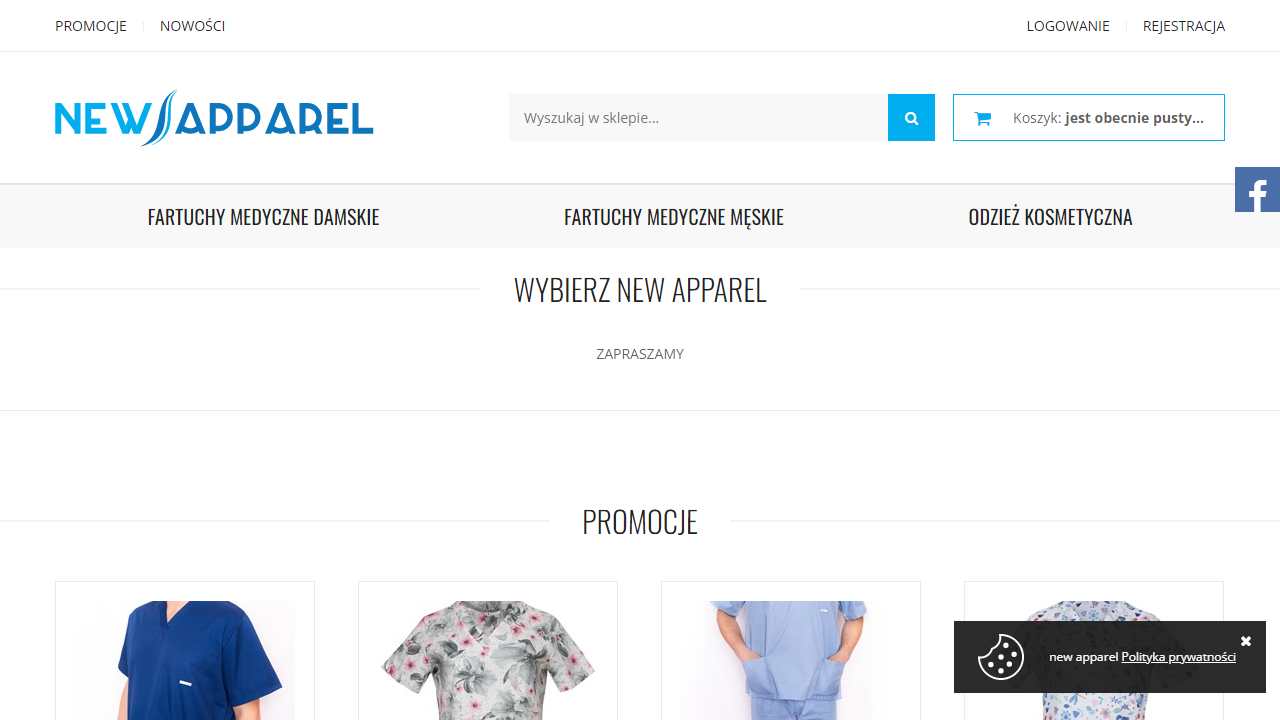 PROMOCJE
NOWOŚCI
LOGOWANIE
REJESTRACJA
NEW APPAREL
Wyszukaj w sklepie...
Koszyk: jest obecnie pusty...
FARTUCHY MEDYCZNE DAMSKIE
FARTUCHY MEDYCZNE MĘSKIE
ODZIEŻ KOSMETYCZNA
WYBIERZ NEW APPAREL
ZAPRASZAMY
PROMOCJE
new apparel Polityka prywatności